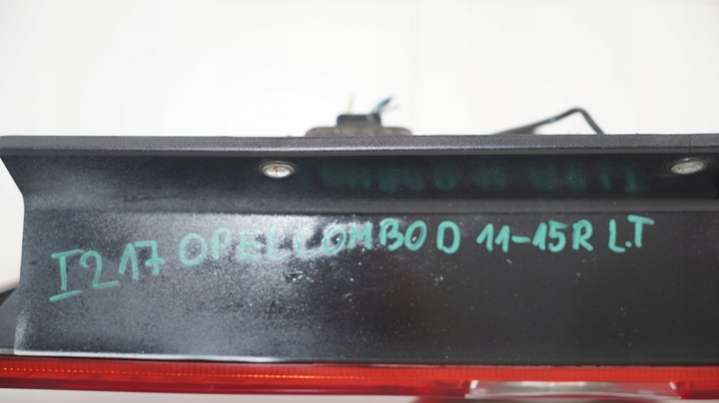 I217 OPEL COMBO D 11-15R L.T